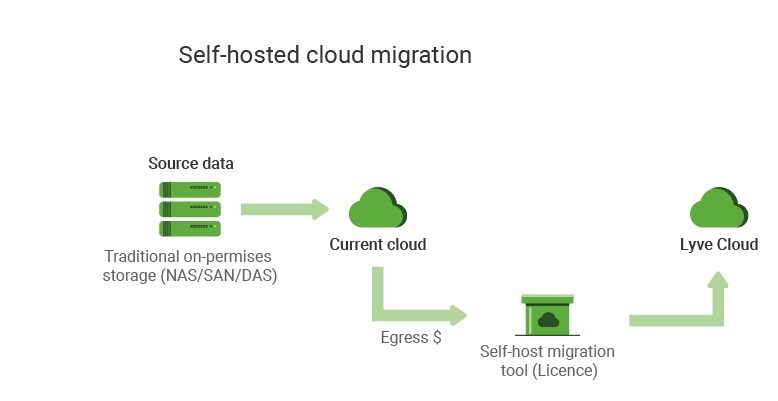 Self-hosted cloud migration
Source data
Traditional on-permises
storage (NAS/SAN/DAS)
Current cloud
Lyve Cloud
Egress $
Self-host migration
tool (Licence)